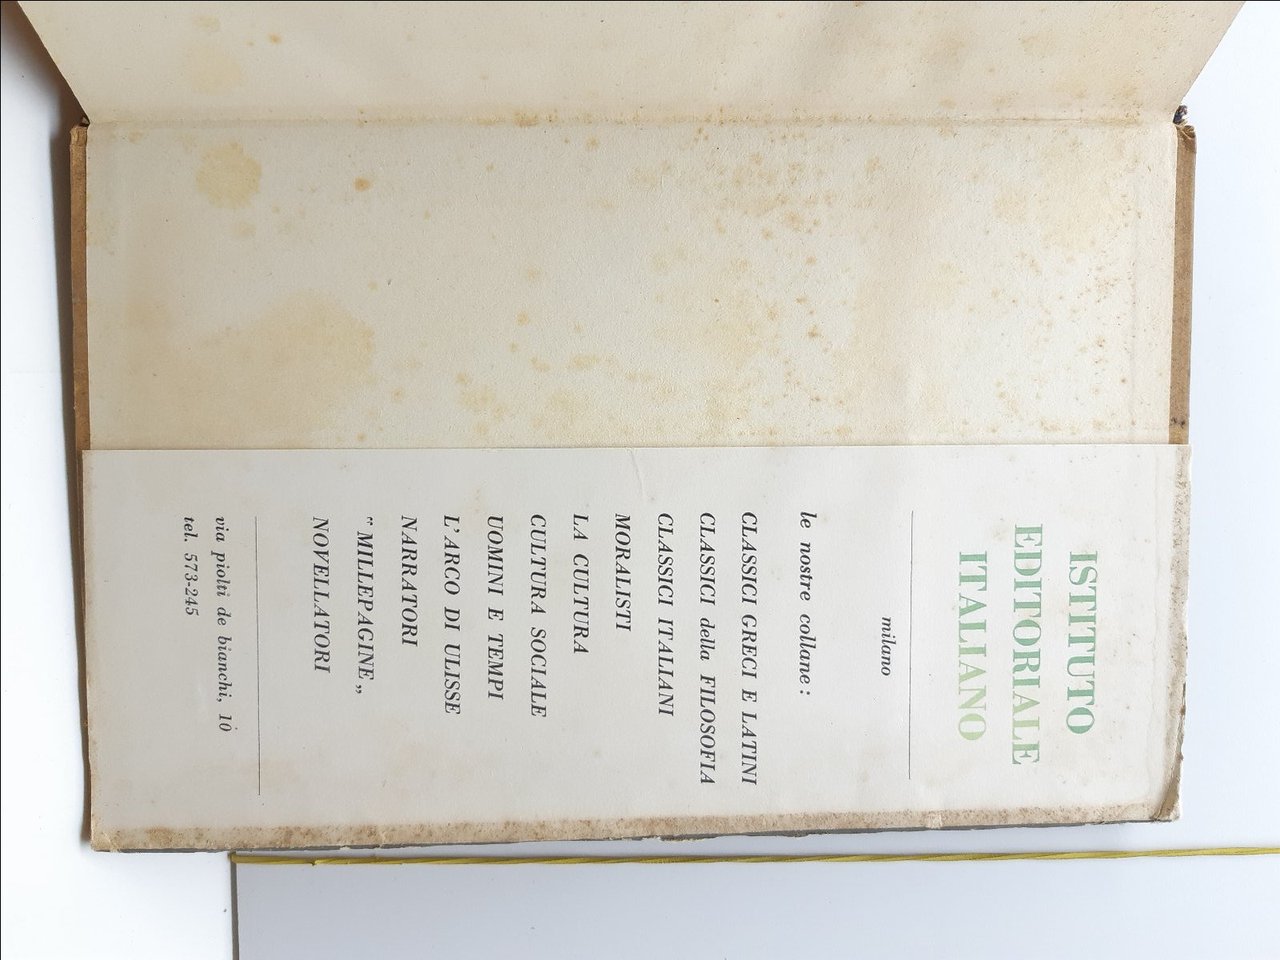 ISTITUTO
EDITORIALE
ITALIANO
milano
le nostre collane:
CLASSICI GRECI E LATINI
CLASSICI della FILOSOFIA
CLASSICI ITALIANI
MORALISTI
LA CULTURA
CULTURA SOCIALE
UOMINI E TEMPI
L'ARCO DI ULISSE
NARRATORI
“ MILLEPAGINE „
NOVELLATORI
via piolti de bianchi, 10
tel. 573-245